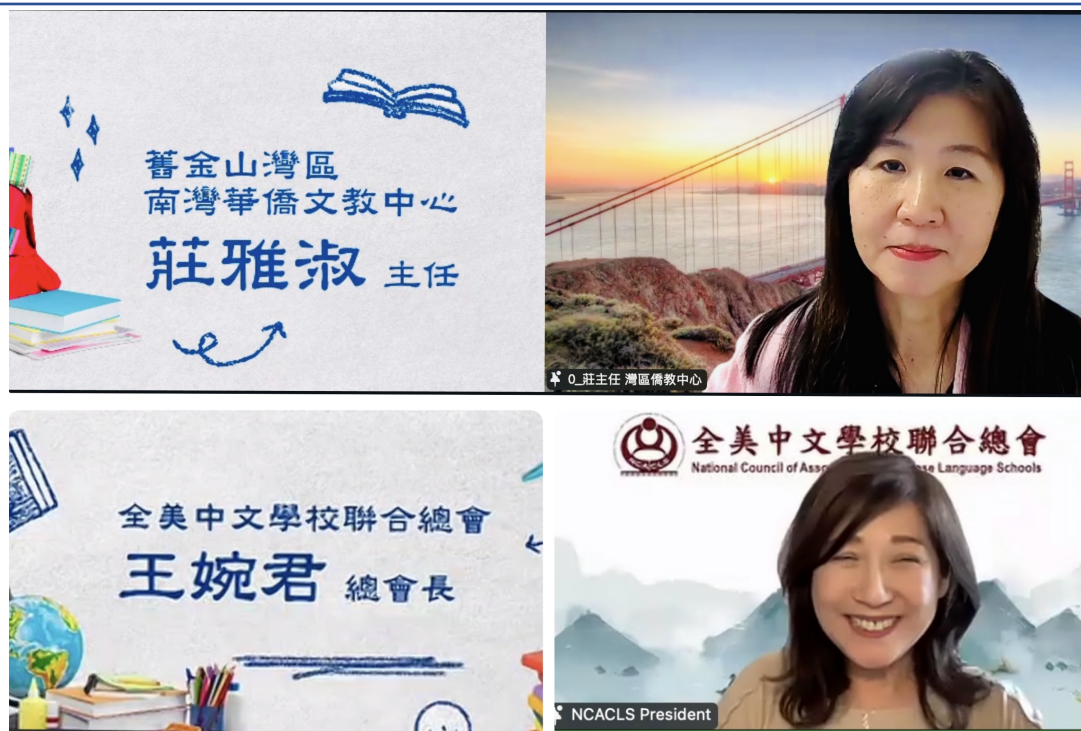 舊金山灣區
南灣華僑文教中心
莊雅淑 主任
0_莊主任 灣區僑教中心
全美中文學校聯合總會
王婉君 總會長
全美中文學校聯合總會
National Council of Asso
se Language Schools
NCACLS
NCACLS President